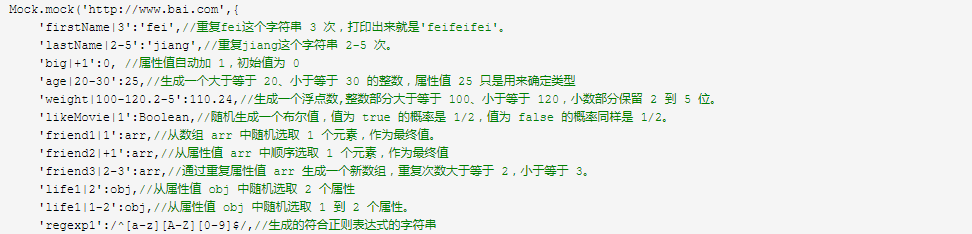 Mock.mock('http://www.bai.com',{
'firstName|3':'fei',//重复fei这个字符串 3 次，打印出来就是'feifeifei'。
'lastName|2-5':'jiang',//重复jiang这个字符串 2-5 次。
'big|+1':0, //属性值自动加 1，初始值为 0
'age|20-30':25,//生成一个大于等于 20、小于等于 30 的整数，属性值 25 只是用来确定类型
'weight|100-120.2-5':110.24,//生成一个浮点数,整数部分大于等于 100、小于等于 120，小数部分保留 2 到 5 位。
'likeMovie|1':Boolean,//随机生成一个布尔值，值为 true 的概率是 1/2，值为 false 的概率同样是 1/2。
'friend1|1':arr,//从数组 arr 中随机选取 1 个元素，作为最终值。
'friend2|+1':arr,//从属性值 arr 中顺序选取 1 个元素，作为最终值
'friend3|2-3':arr,//通过重复属性值 arr 生成一个新数组，重复次数大于等于 2，小于等于 3。
'life1|2':obj,//从属性值 obj 中随机选取 2 个属性
'life1|1-2':obj,//从属性值 obj 中随机选取 1 到 2 个属性。
'regexp1':/^[a-z][A-Z][0-9]$/,//生成的符合正则表达式的字符串